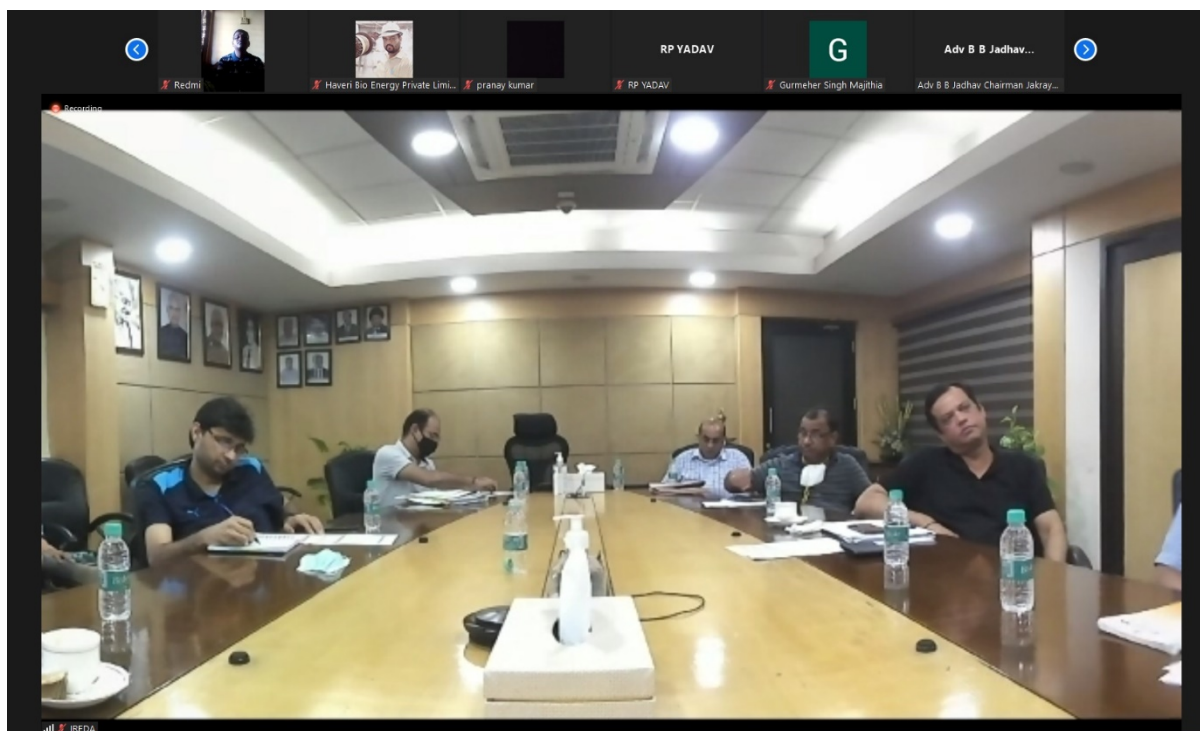 RP YADAV
G
Adv B B Jadhav...
Redmi
Haveri Bio Energy Private Limi...
pranay kumar
RP YADAV
Gurmeher Singh Majithia
Adv B B Jadhav Chairman Jakray...
Recording
IREDA